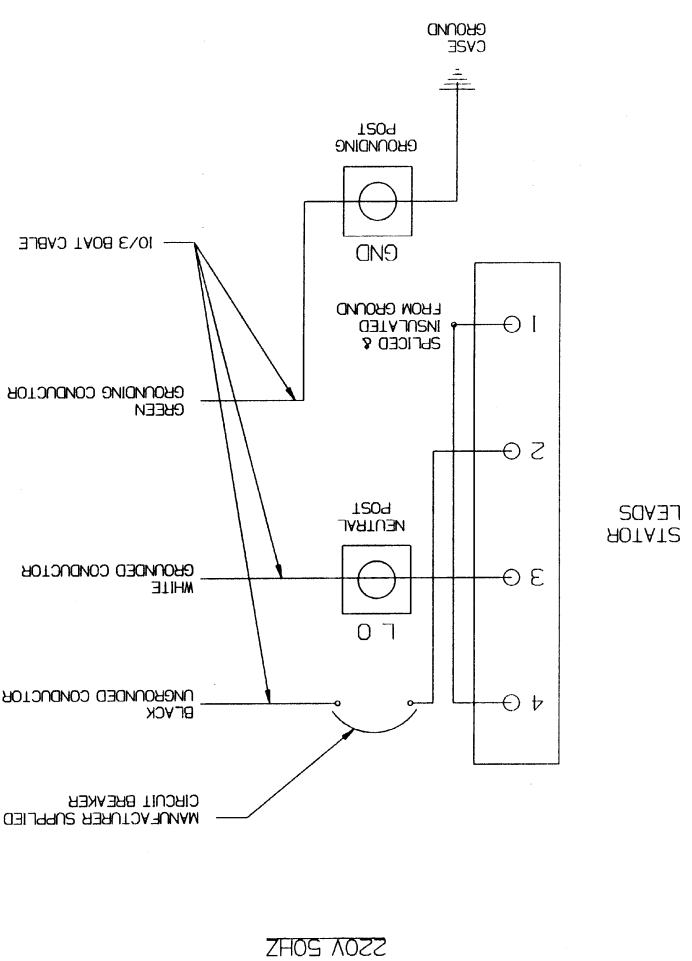 220V 50HZ
MANUFACTURER SUPPLIED
CIRCUIT BREAKER
4
BLACK
UNGROUNDED CONDUCTOR
L O
3
NEUTRAL
POST
WHITE
GROUNDED CONDUCTOR
STATOR
LEADS
2
GREEN
GROUNDING CONDUCTOR
1
SPLICED &
INSULATED
FROM GROUND
10/3 BOAT CABLE
GND
GROUNDING
POST
CASE
GROUND